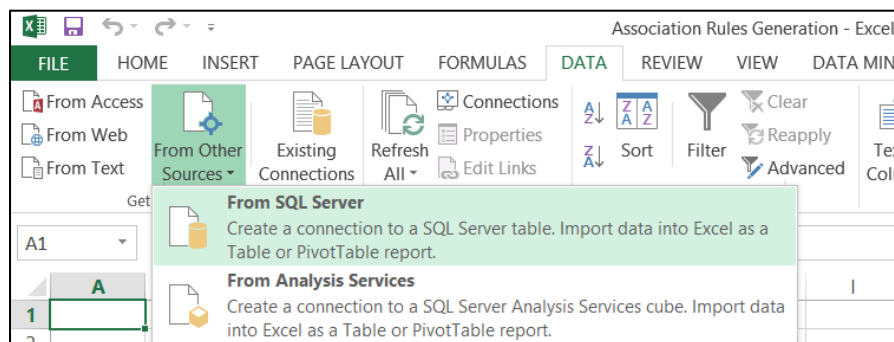 Association Rules Generation - Excel
FILE HOME INSERT PAGE LAYOUT FORMULAS DATA REVIEW VIEW DATA MIN
From Access
From Web
From Text
From Other
Sources
Existing
Connections
Refresh
All
Connections
Properties
Edit Links
Sort
Filter
Clear
Reapply
Advanced
Tex
Colu
Get
From SQL Server
Create a connection to a SQL Server table. Import data into Excel as a
Table or PivotTable report.
From Analysis Services
Create a connection to a SQL Server Analysis Services cube. Import data
into Excel as a Table or PivotTable report.
A1
A I
1